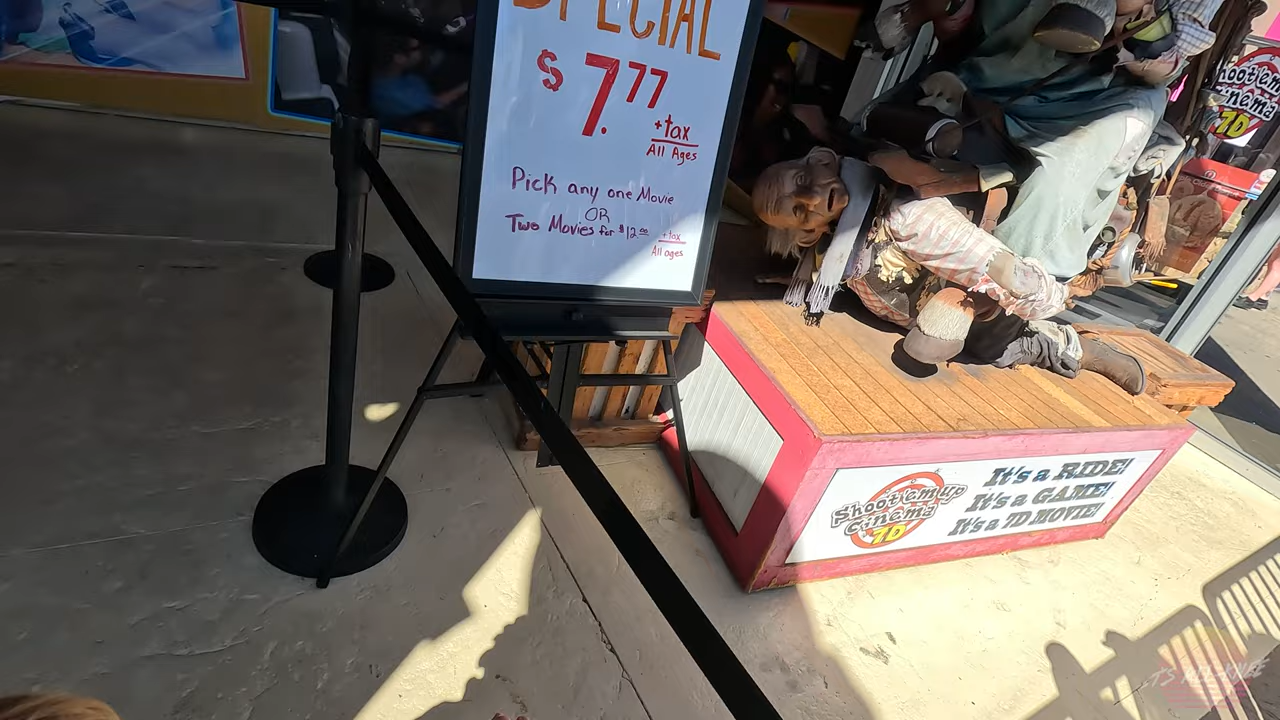 SPECIAL
$7.77
+tax
All Ages
Pick any one Movie
OR
Two Movies for $12.00 +tax
All ages
Shoot'em up
Cinema
7D
It's a RIDE!
It's a GAME!
It's a 7D MOVIE!
Shoot'em up
Cinema
7D